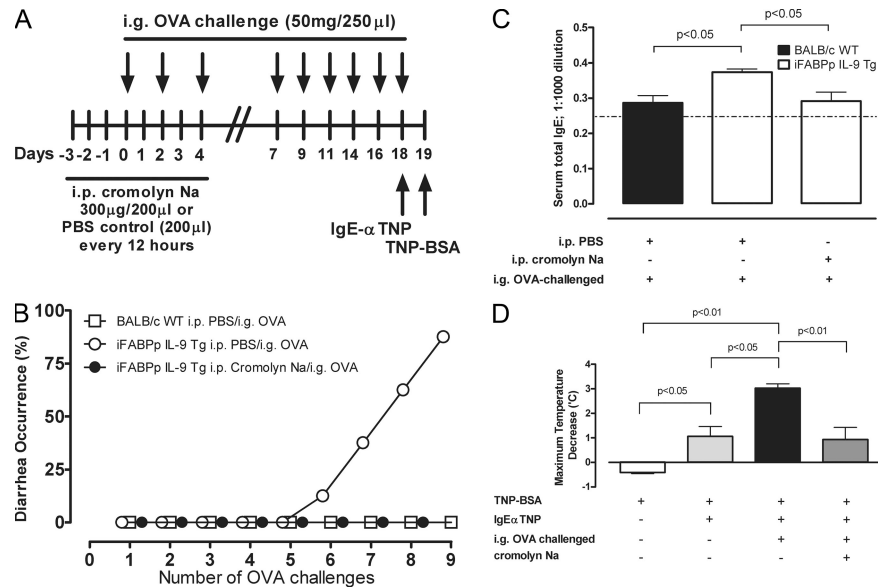 A
i.g. OVA challenge (50mg/250 µl)
Days -3 -2 -1 0 1 2 3 4 7 9 11 14 16 18 19
i.p. cromolyn Na
300µg/200µl or
PBS control (200µl)
every 12 hours
IgE-α TNP
TNP-BSA
B
Diarrhea Occurrence (%)
100
75
50
25
0
BALB/c WT i.p. PBS/i.g. OVA
iFABPp IL-9 Tg i.p. PBS/i.g. OVA
iFABPp IL-9 Tg i.p. Cromolyn Na/i.g. OVA
0 1 2 3 4 5 6 7 8 9
Number of OVA challenges
C
p<0.05
p<0.05
BALB/c WT
iFABPp IL-9 Tg
Serum total IgE; 1:1000 dilution
0.5
0.4
0.3
0.2
0.1
0.0
i.p. PBS + + -
i.p. cromolyn Na - - +
i.g. OVA-challenged + + +
D
p<0.01
p<0.01
p<0.05
p<0.05
Maximum Temperature
Decrease (°C)
4
3
2
1
0
-1
TNP-BSA + + + +
IgEαTNP - + + +
i.g. OVA challenged - - + +
cromolyn Na - - - +